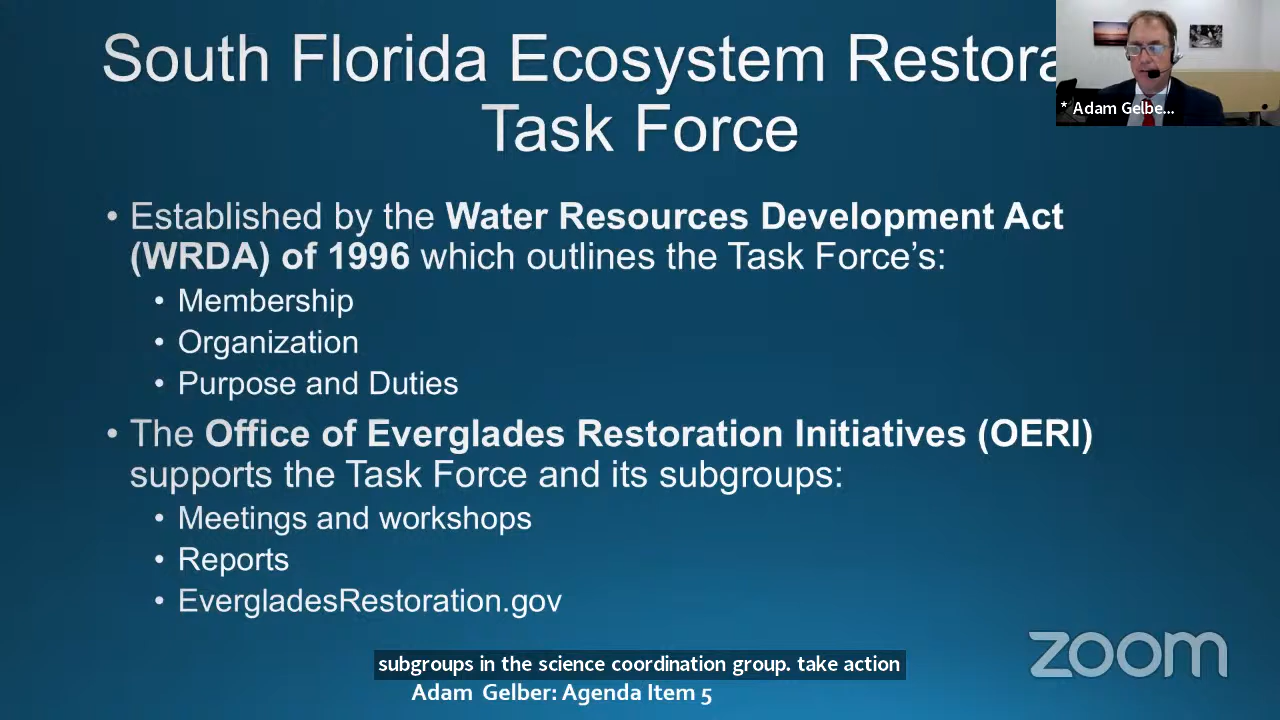 South Florida Ecosystem Restora
Task Force
* Adam Gelbe...
• Established by the Water Resources Development Act
(WRDA) of 1996 which outlines the Task Force's:
• Membership
• Organization
• Purpose and Duties
• The Office of Everglades Restoration Initiatives (OERI)
supports the Task Force and its subgroups:
• Meetings and workshops
• Reports
• EvergladesRestoration.gov
subgroups in the science coordination group. take action
Adam Gelber: Agenda Item 5
zoom